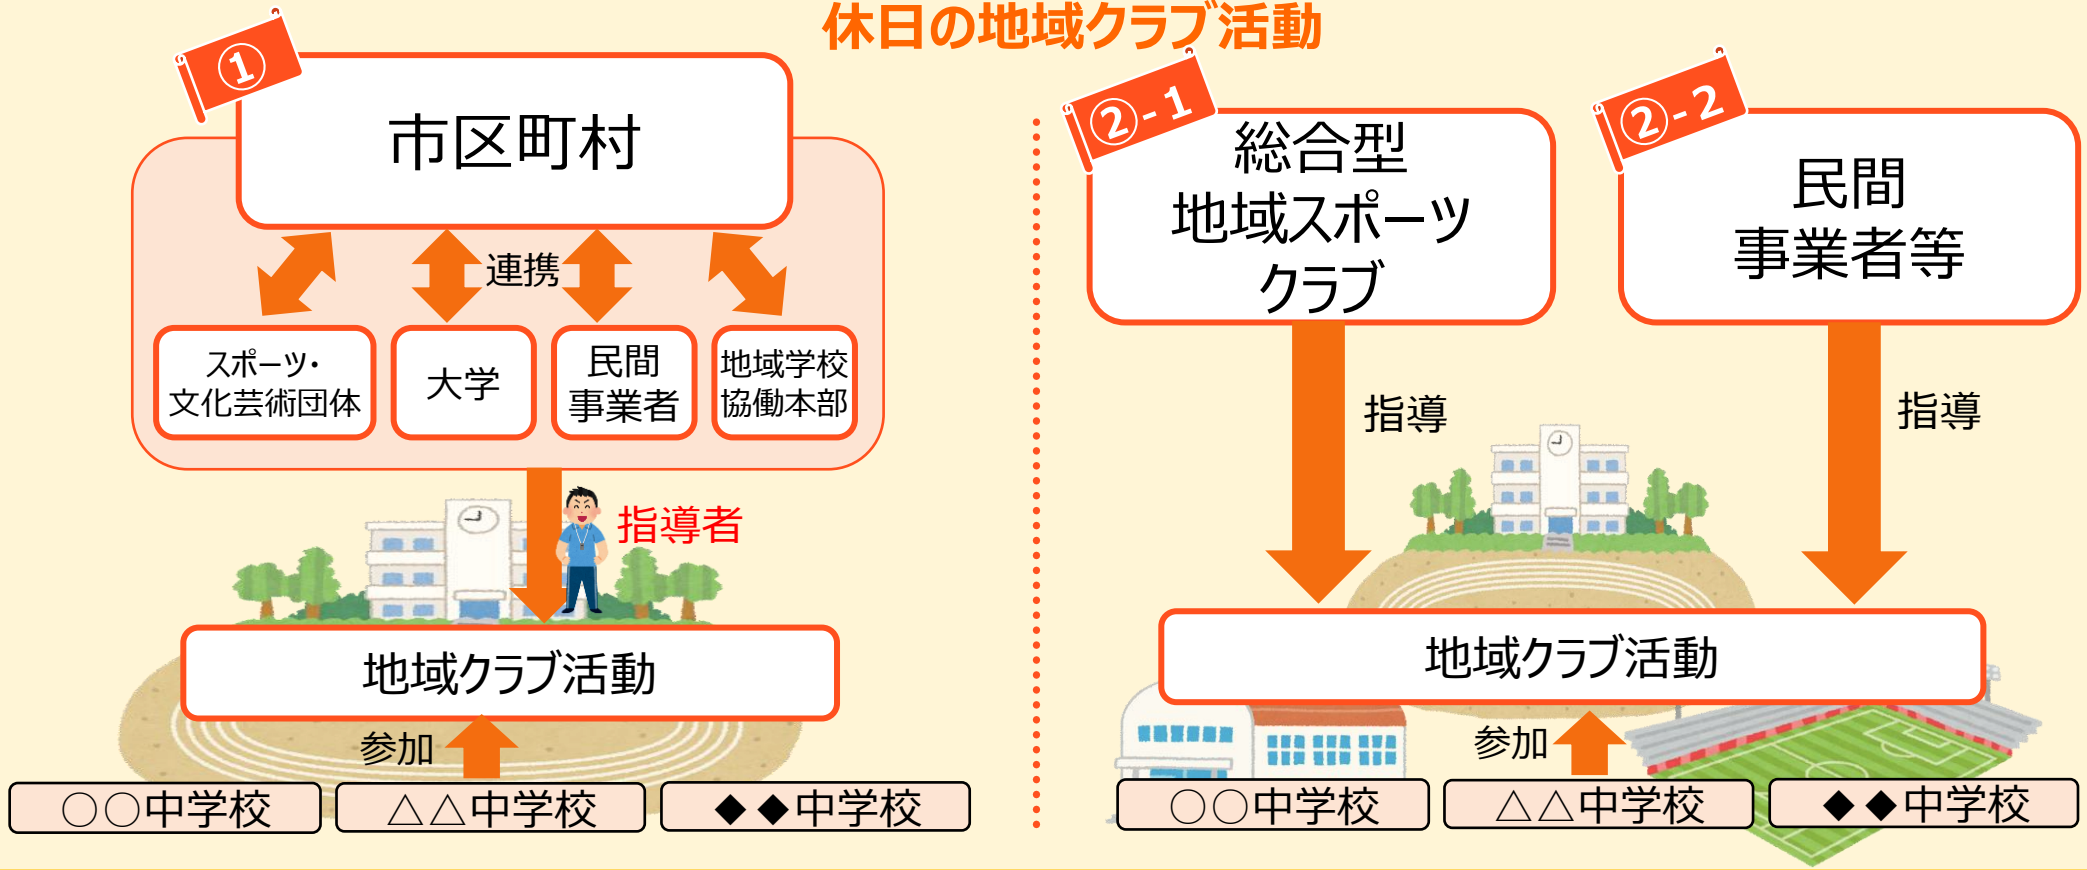 休日の地域クラブ活動
①
市区町村
連携
スポーツ・
文化芸術団体
大学
民間
事業者
地域学校
協働本部
指導者
地域クラブ活動
参加
○○中学校
△△中学校
◆◆中学校
②-1
総合型
地域スポーツ
クラブ
②-2
民間
事業者等
指導
指導
地域クラブ活動
参加
○○中学校
△△中学校
◆◆中学校